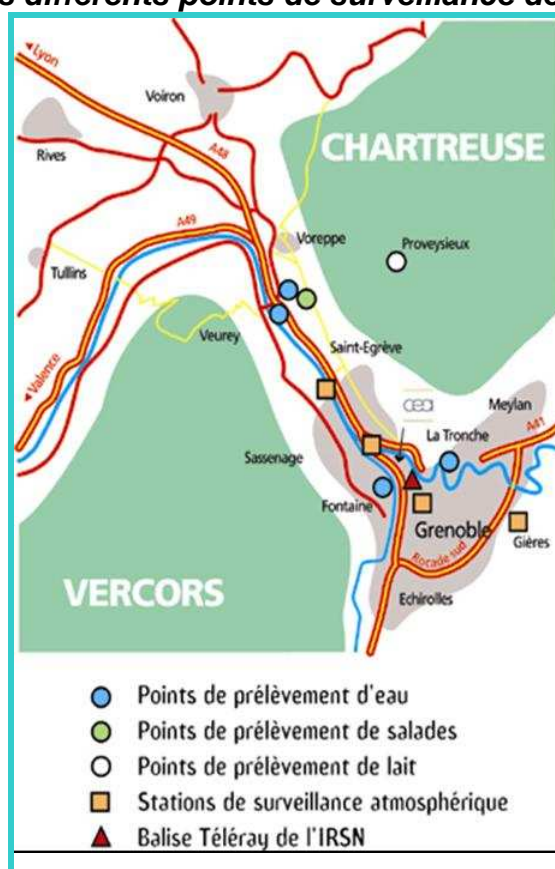 s différents points de surveillance de
Lyon
Voiron
Rives
A48
CHARTREUSE
A49
Voreppe
Proveysieux
Tullins
Veurey
Saint-Egrève
Valence
cea
Meylan
A41
La Tronche
Sassenage
Fontaine
Grenoble
Gières
Rocade sud
VERCORS
Echirolles
Points de prélèvement d'eau
Points de prélèvement de salades
Points de prélèvement de lait
Stations de surveillance atmosphérique
Balise Téléray de l'IRSN